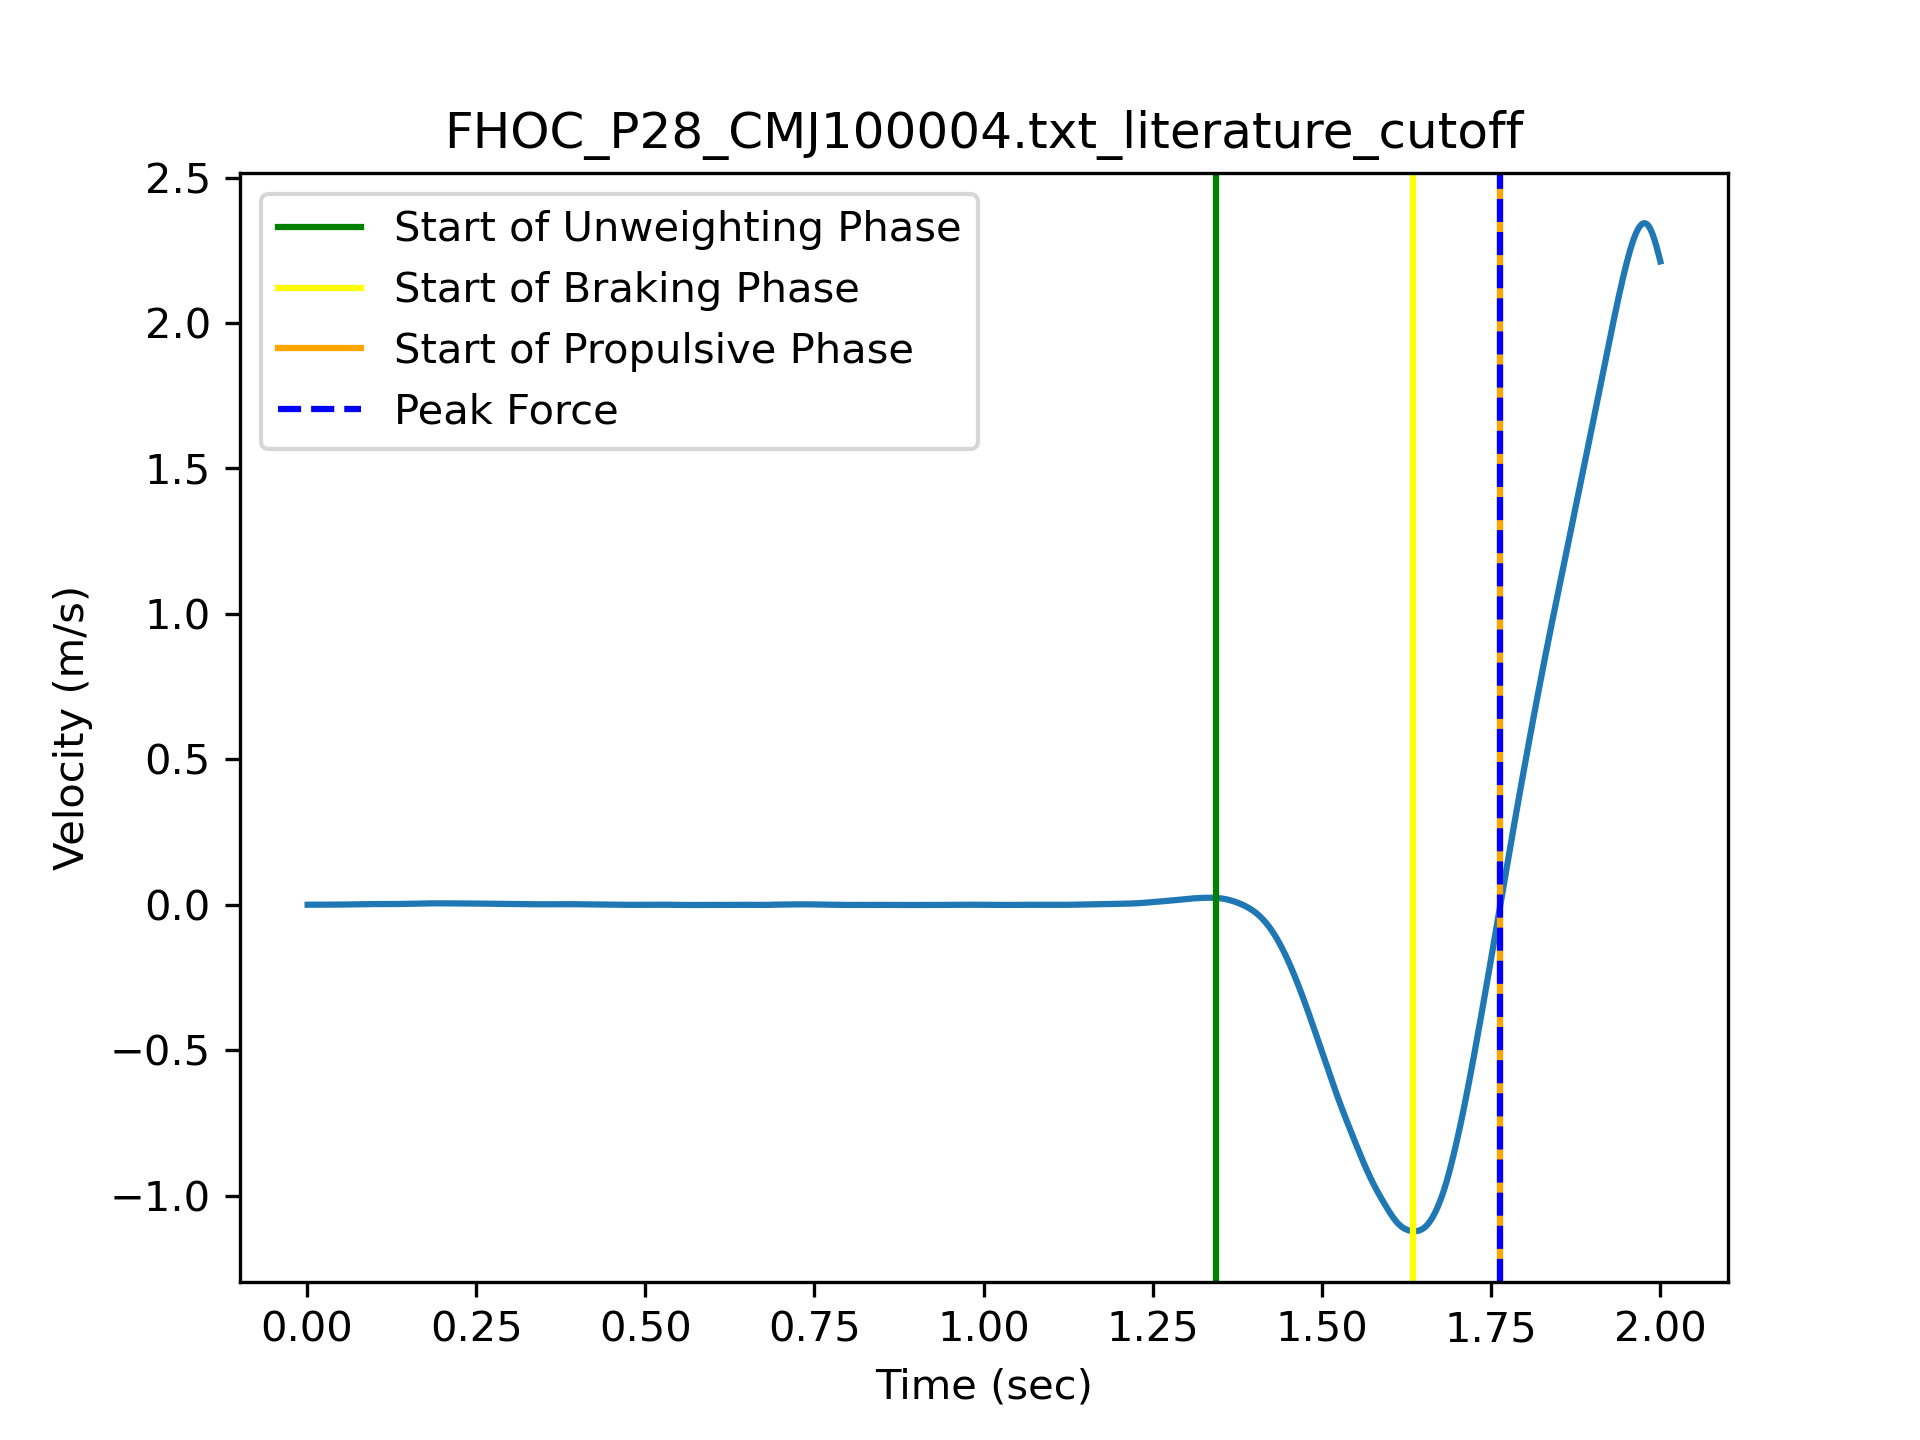 FHOC_P28_CMJ100004.txt_literature_cutoff
Start of Unweighting Phase
Start of Braking Phase
Start of Propulsive Phase
Peak Force
2.5
2.0
1.5
1.0
0.5
0.0
−0.5
−1.0
Velocity (m/s)
0.00 0.25 0.50 0.75 1.00 1.25 1.50 1.75 2.00
Time (sec)